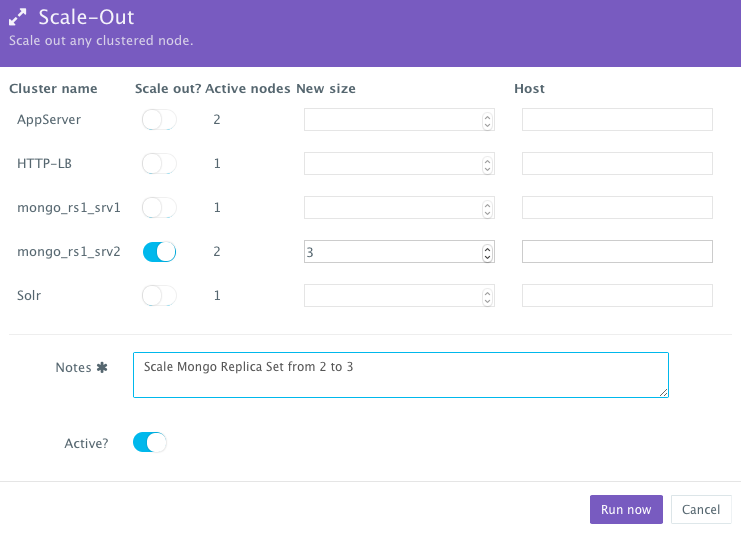 Scale-Out
Scale out any clustered node.
Cluster name Scale out? Active nodes New size Host
AppServer 2
HTTP-LB 1
mongo_rs1_srv1 1
mongo_rs1_srv2 2 3
Solr 1
Notes ✱ Scale Mongo Replica Set from 2 to 3
Active?
Run now Cancel